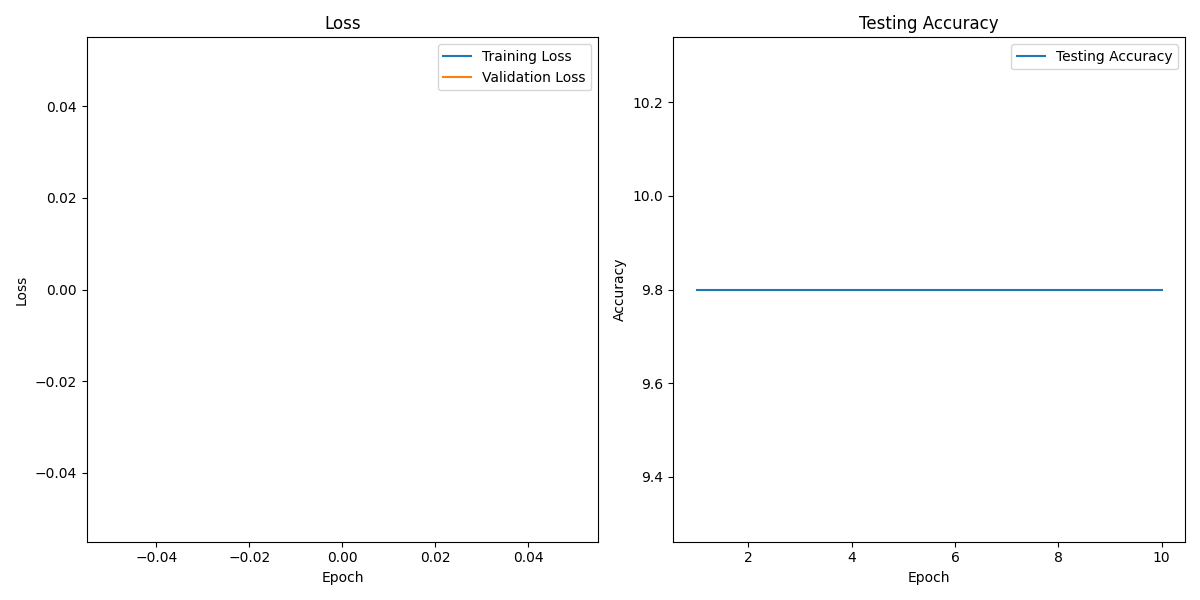 Loss
Training Loss
Validation Loss
0.04
0.02
0.00
−0.02
−0.04
Loss
−0.04
−0.02
0.00
0.02
0.04
Epoch
Testing Accuracy
Testing Accuracy
10.2
10.0
9.8
9.6
9.4
Accuracy
2
4
6
8
10
Epoch